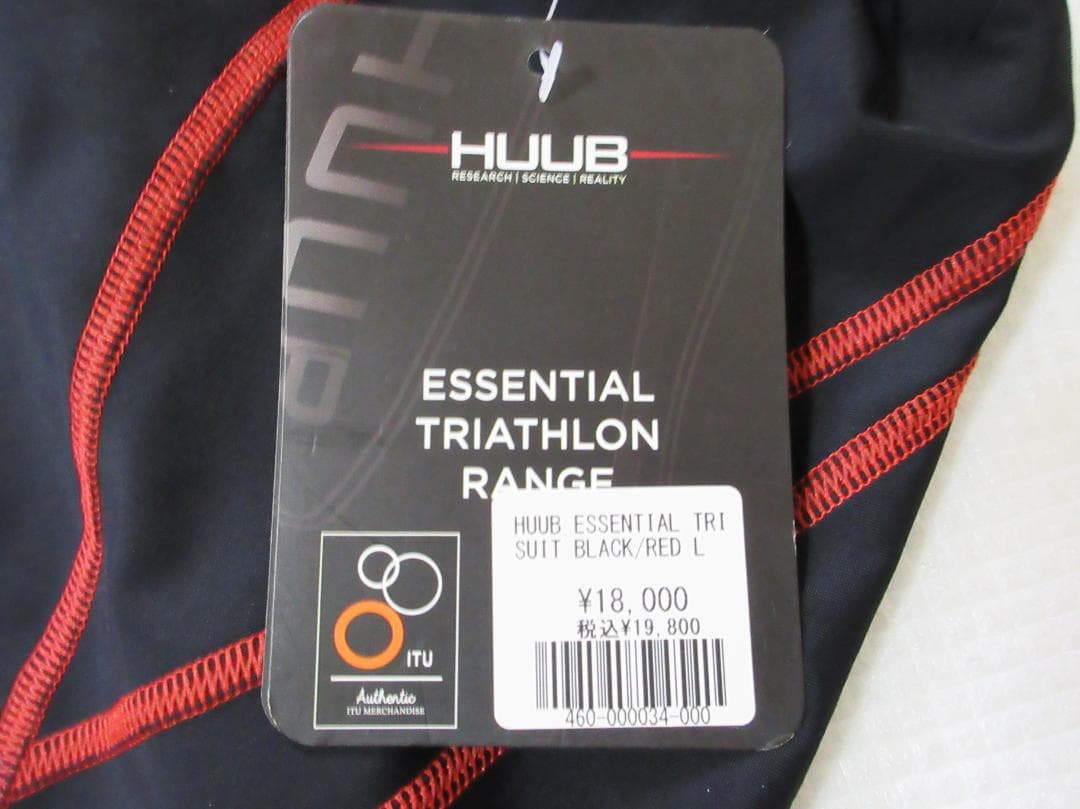 HUUB
HUUB
RESEARCH | SCIENCE | REALITY
ESSENTIAL
TRIATHLON
RANGE
HUUB ESSENTIAL TRI
SUIT BLACK/RED L
¥18,000
税込¥19,800
460-000034-000
ITU
Authentic
ITU MERCHANDISE